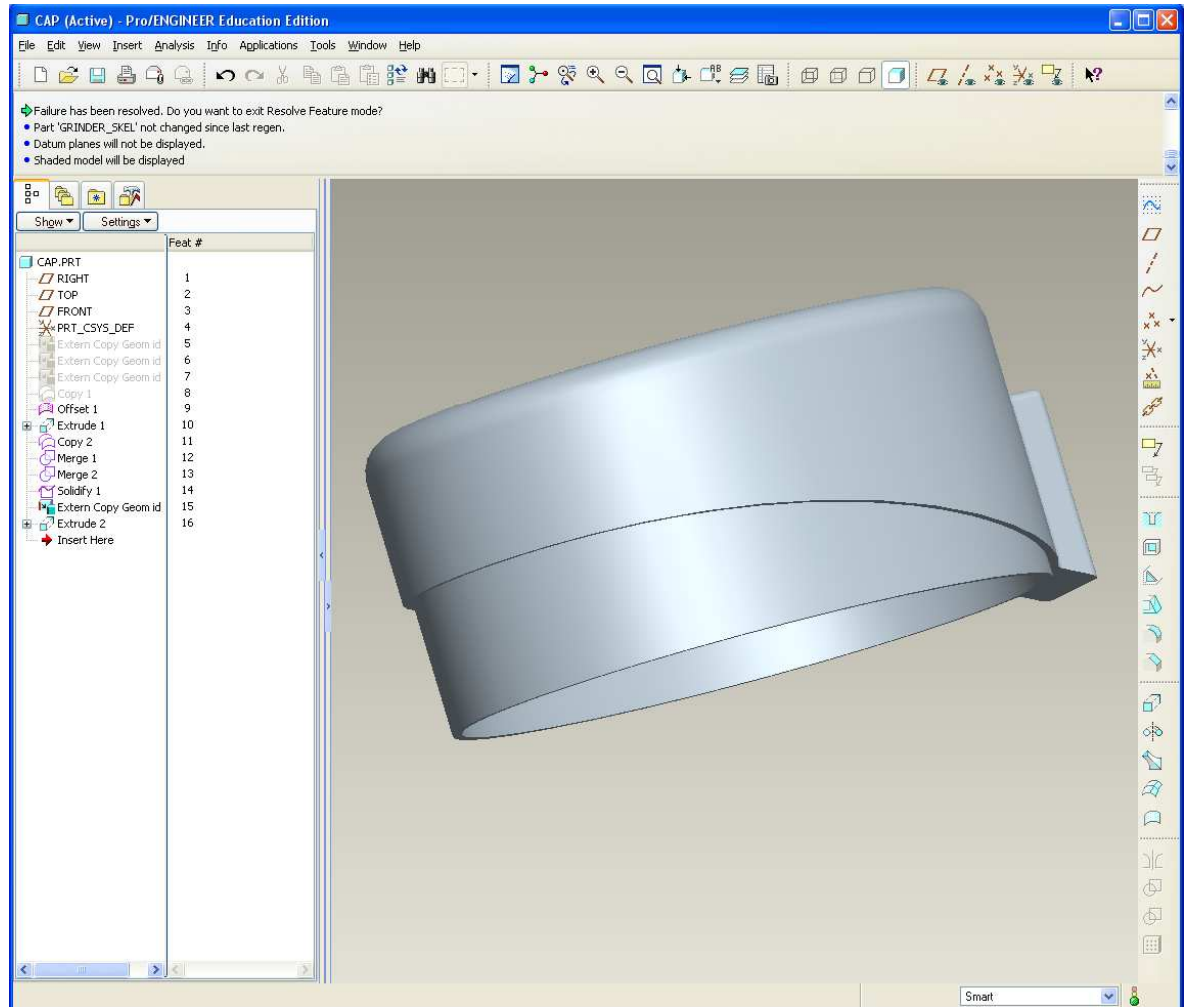 CAP (Active) - Pro/ENGINEER Education Edition
File Edit View Insert Analysis Info Applications Tools Window Help
Failure has been resolved. Do you want to exit Resolve Feature mode?
• Part 'GRINDER_SKEL' not changed since last regen.
• Datum planes will not be displayed.
• Shaded model will be displayed
Show Settings
Feat #
CAP.PRT
RIGHT 1
TOP 2
FRONT 3
PRT_CSYS_DEF 4
Extern Copy Geom id 5
Extern Copy Geom id 6
Extern Copy Geom id 7
Copy 1 8
Offset 1 9
Extrude 1 10
Copy 2 11
Merge 1 12
Merge 2 13
Solidify 1 14
Extern Copy Geom id 15
Extrude 2 16
Insert Here
Smart